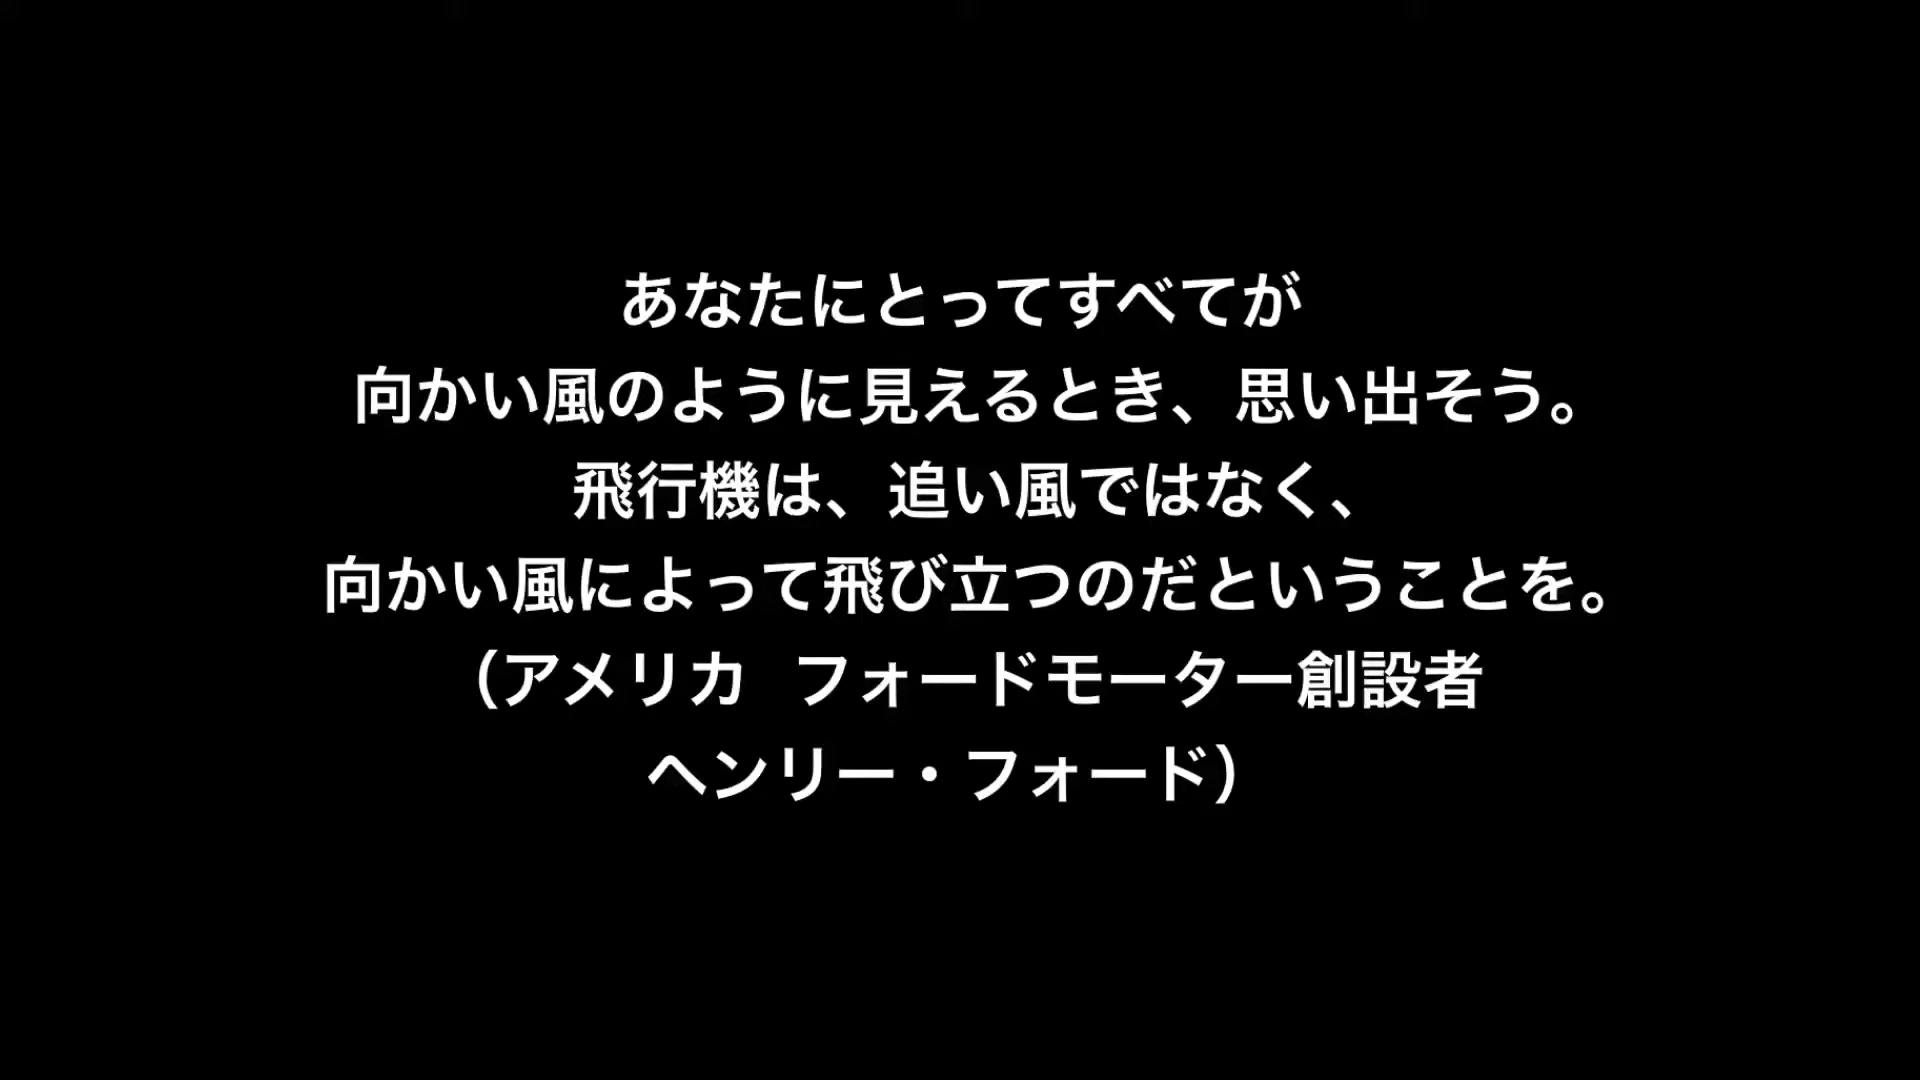 あなたにとってすべてが
向かい風のように見えるとき、思い出そう。
飛行機は、追い風ではなく、
向かい風によって飛び立つのだということを。
（アメリカ フォードモーター創設者
ヘンリー・フォード）